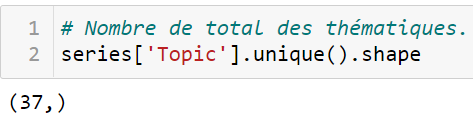 1 # Nombre de total des thématiques.
2 series['Topic'].unique().shape
(37,)